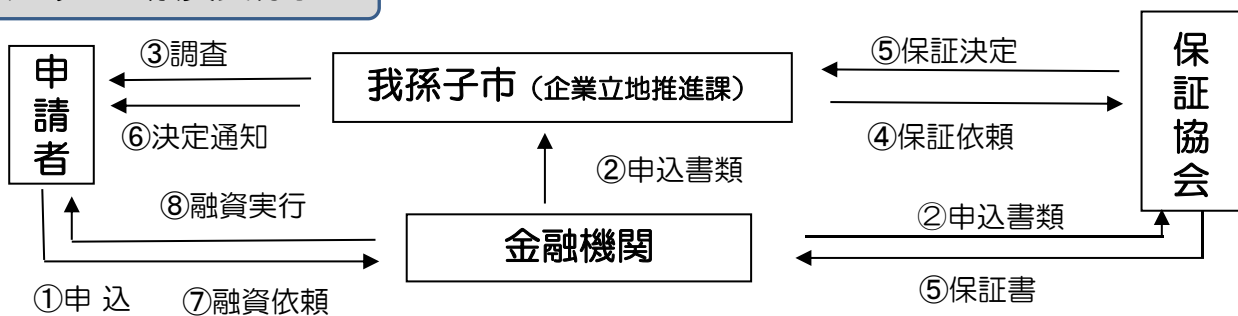 ③調査
⑤保証決定
申請者
我孫子市（企業立地推進課）
保証協会
⑥決定通知
④保証依頼
②申込書類
⑧融資実行
②申込書類
金融機関
①申 込
⑦融資依頼
⑤保証書